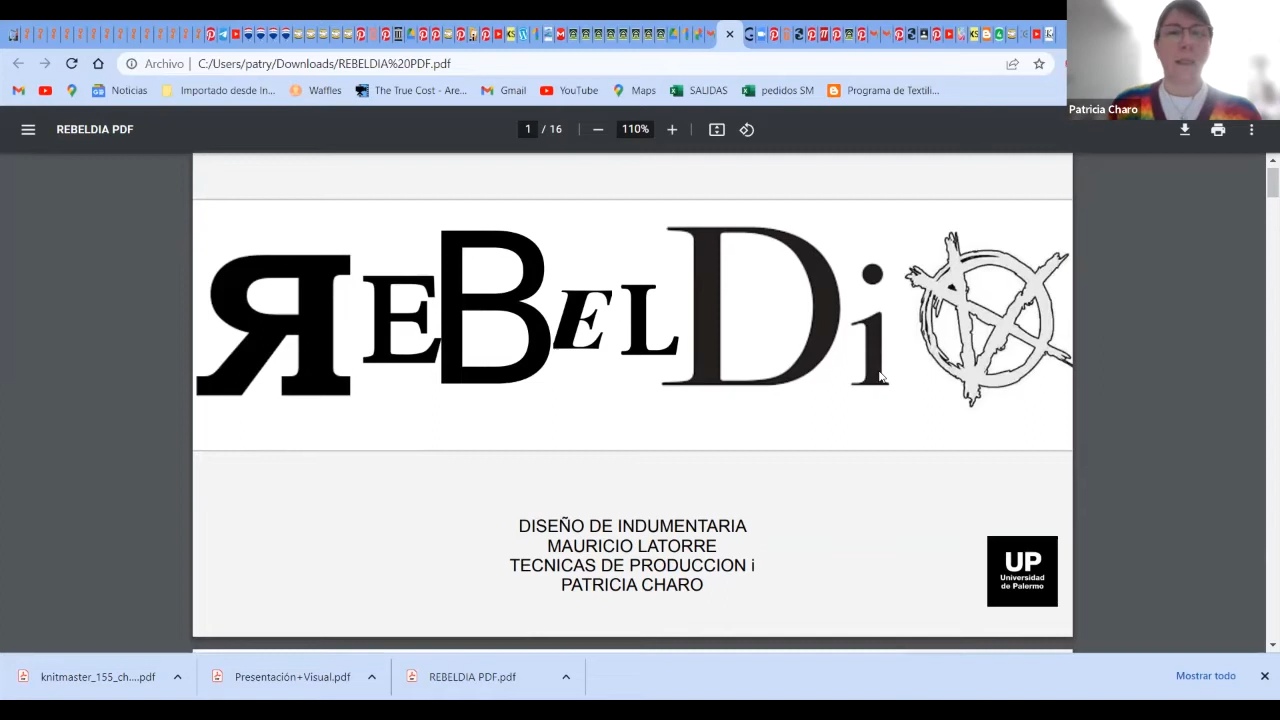 Archivo
C:/Users/patry/Downloads/REBELDIA%20PDF.pdf
Noticias
Importado desde In...
Waffles
The True Cost - Are...
Gmail
YouTube
Maps
SALIDAS
pedidos SM
Programa de Textili...
Patricia Charo
REBELDIA PDF
1 / 16
110%
REBELDiA
DISEÑO DE INDUMENTARIA
MAURICIO LATORRE
TECNICAS DE PRODUCCION i
PATRICIA CHARO
UP
Universidad
de Palermo
knitmaster_155_ch....pdf
Presentación+Visual.pdf
REBELDIA PDF.pdf
Mostrar todo